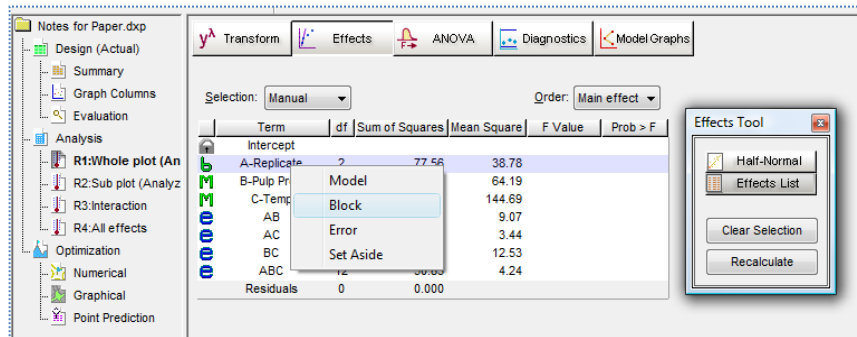 Notes for Paper.dxp
Design (Actual)
Summary
Graph Columns
Evaluation
Analysis
R1:Whole plot (An
R2:Sub plot (Analyz
R3:Interaction
R4:All effects
Optimization
Numerical
Graphical
Point Prediction
yλ Transform Effects F ANOVA Diagnostics Model Graphs
Selection: Manual Order: Main effect
Term df Sum of Squares Mean Square F Value Prob > F
Intercept
b A-Replicate 2 77.56 38.78
M B-Pulp Pr 64.19
M C-Temp 144.69
e AB 9.07
e AC 3.44
e BC 12.53
e ABC 12 4.24
Residuals 0 0.000
Model
Block
Error
Set Aside
Effects Tool
Half-Normal
Effects List
Clear Selection
Recalculate